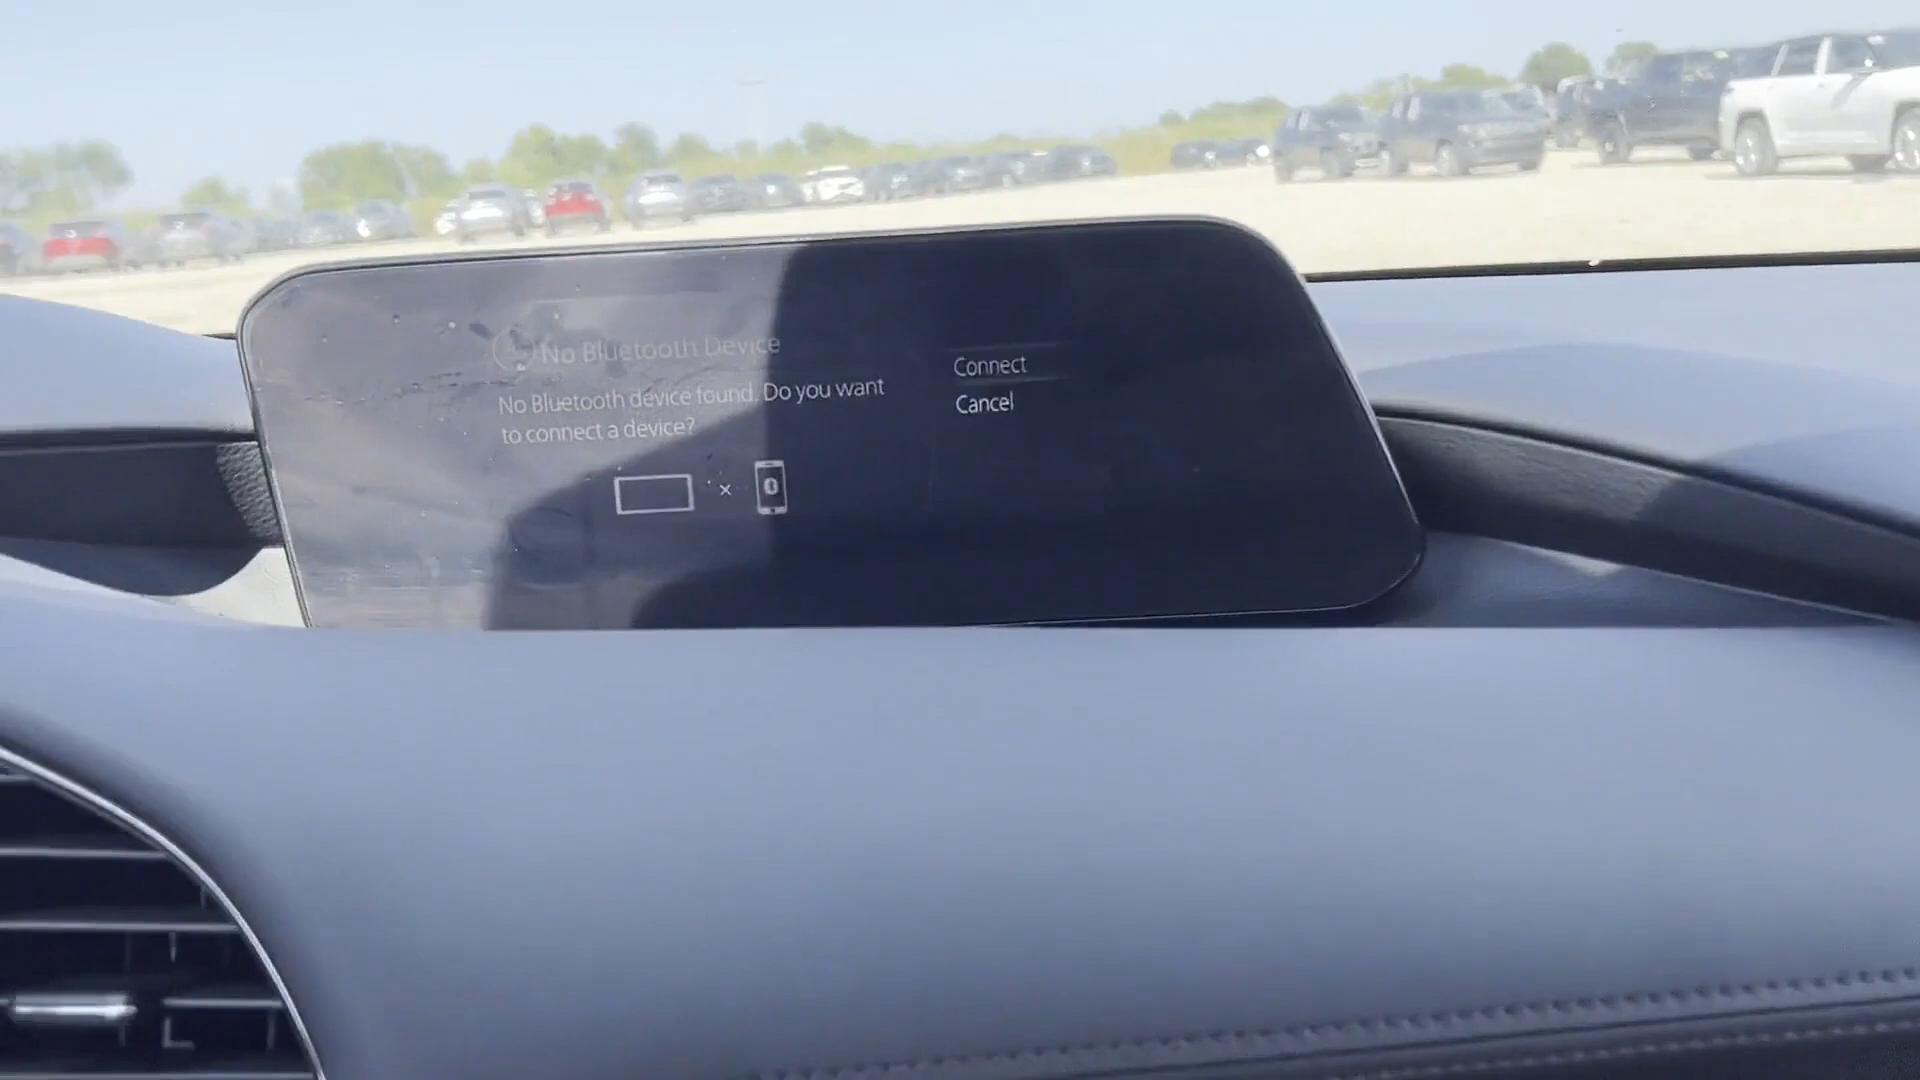 No Bluetooth Device
No Bluetooth device found. Do you want
to connect a device?
Connect
Cancel